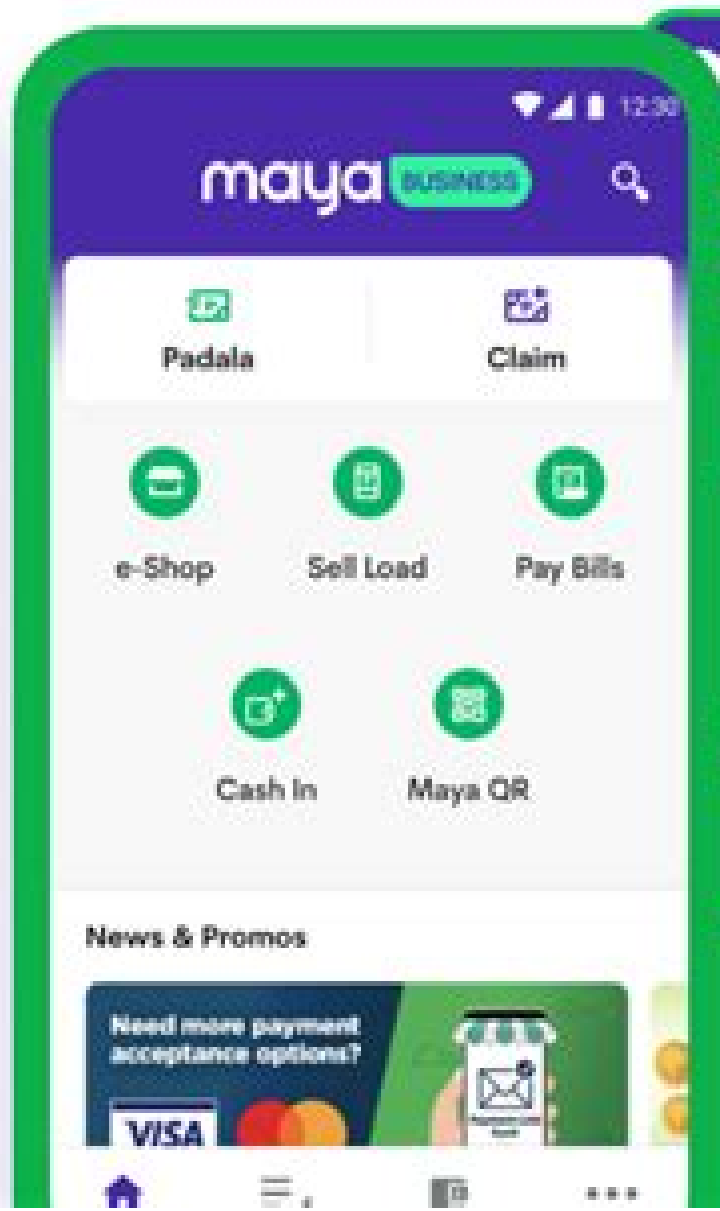 12:30
maya BUSINESS
Padala
Claim
e-Shop
Sell Load
Pay Bills
Cash In
Maya QR
News & Promos
Need more payment
acceptance options?
VISA